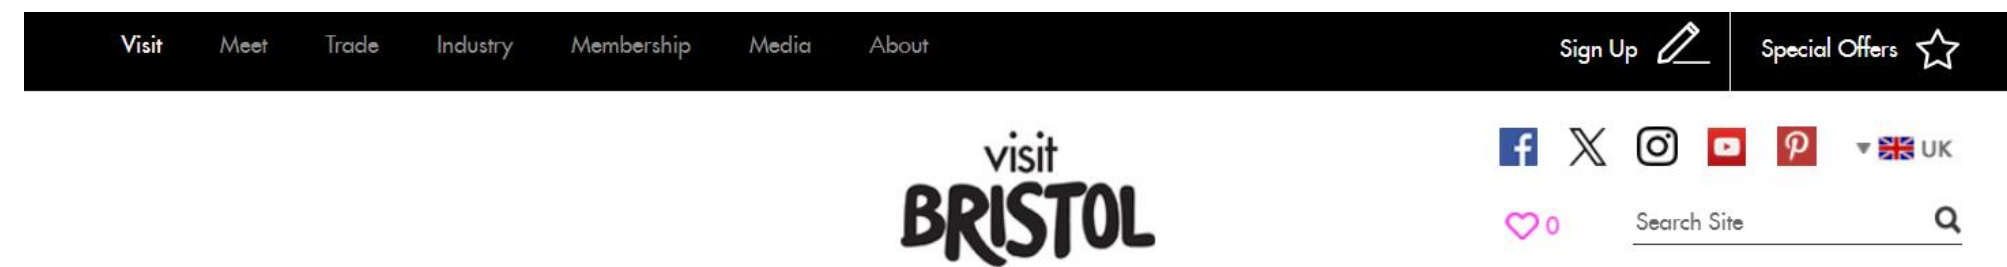 Visit Meet Trade Industry Membership Media About Sign Up Special Offers
visit
BRISTOL
UK
0 Search Site